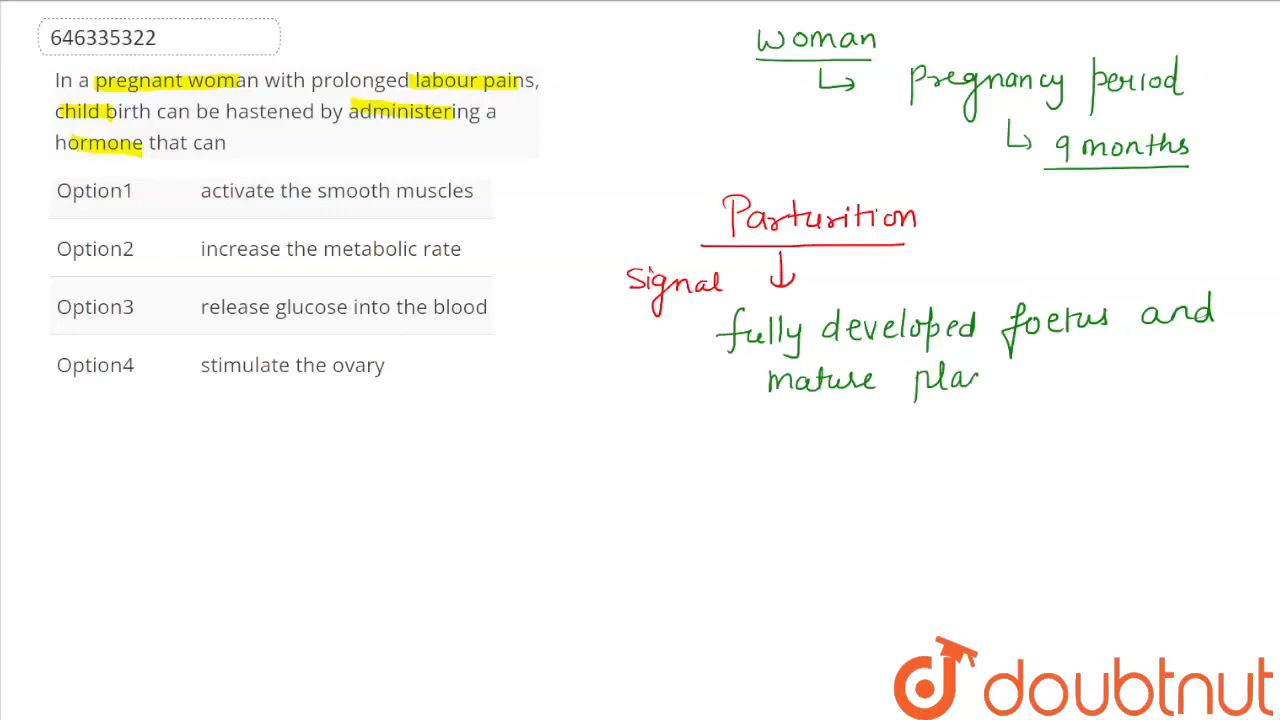 646335322
In a pregnant woman with prolonged labour pains,
child birth can be hastened by administering a
hormone that can
Option1 activate the smooth muscles
Option2 increase the metabolic rate
Option3 release glucose into the blood
Option4 stimulate the ovary
Woman
pregnancy period
9 months
Parturition
Signal
fully developed foetus and
mature pla
doubtnut